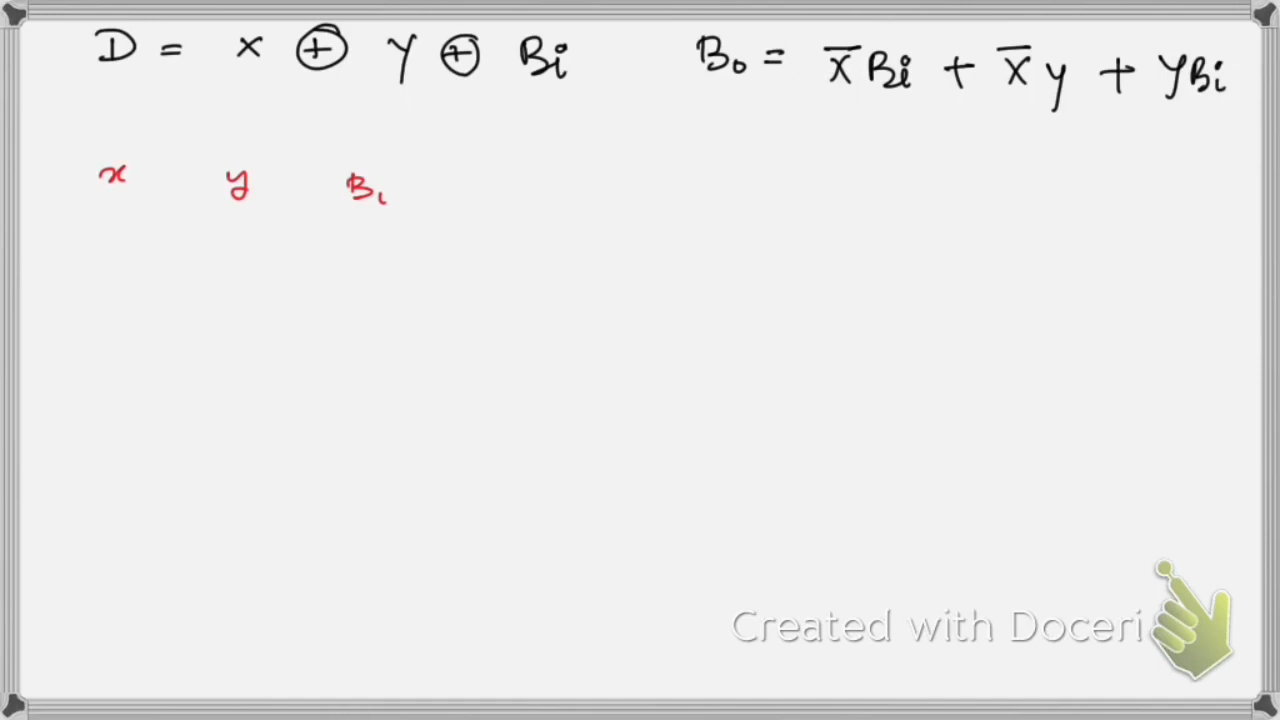 D = x ⊕ y ⊕ Bi B₀ = x̅Bi + x̅y + yBi
x y Bi
Created with Doceri